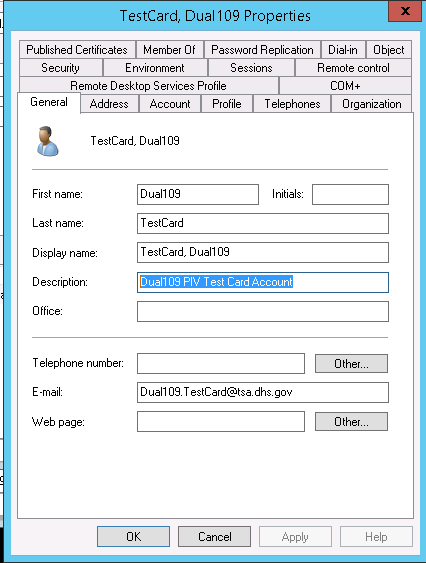 TestCard, Dual109 Properties
x
Published Certificates Member Of Password Replication Dial-in Object
Security Environment Sessions Remote control
Remote Desktop Services Profile COM+
General Address Account Profile Telephones Organization
TestCard, Dual109
First name: Dual109 Initials:
Last name: TestCard
Display name: TestCard, Dual109
Description: Dual109 PIV Test Card Account
Office:
Telephone number: Other...
E-mail: Dual109.TestCard@tsa.dhs.gov
Web page: Other...
OK Cancel Apply Help